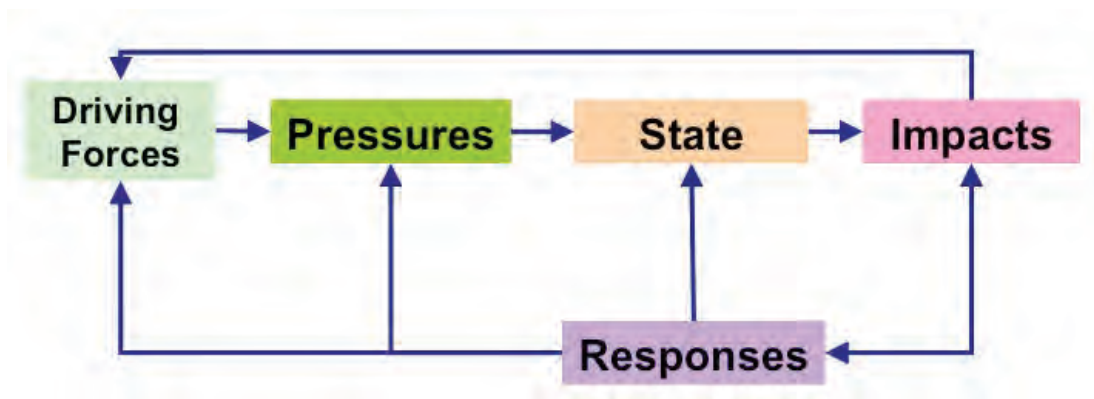 Driving
Forces
Pressures
State
Impacts
Responses